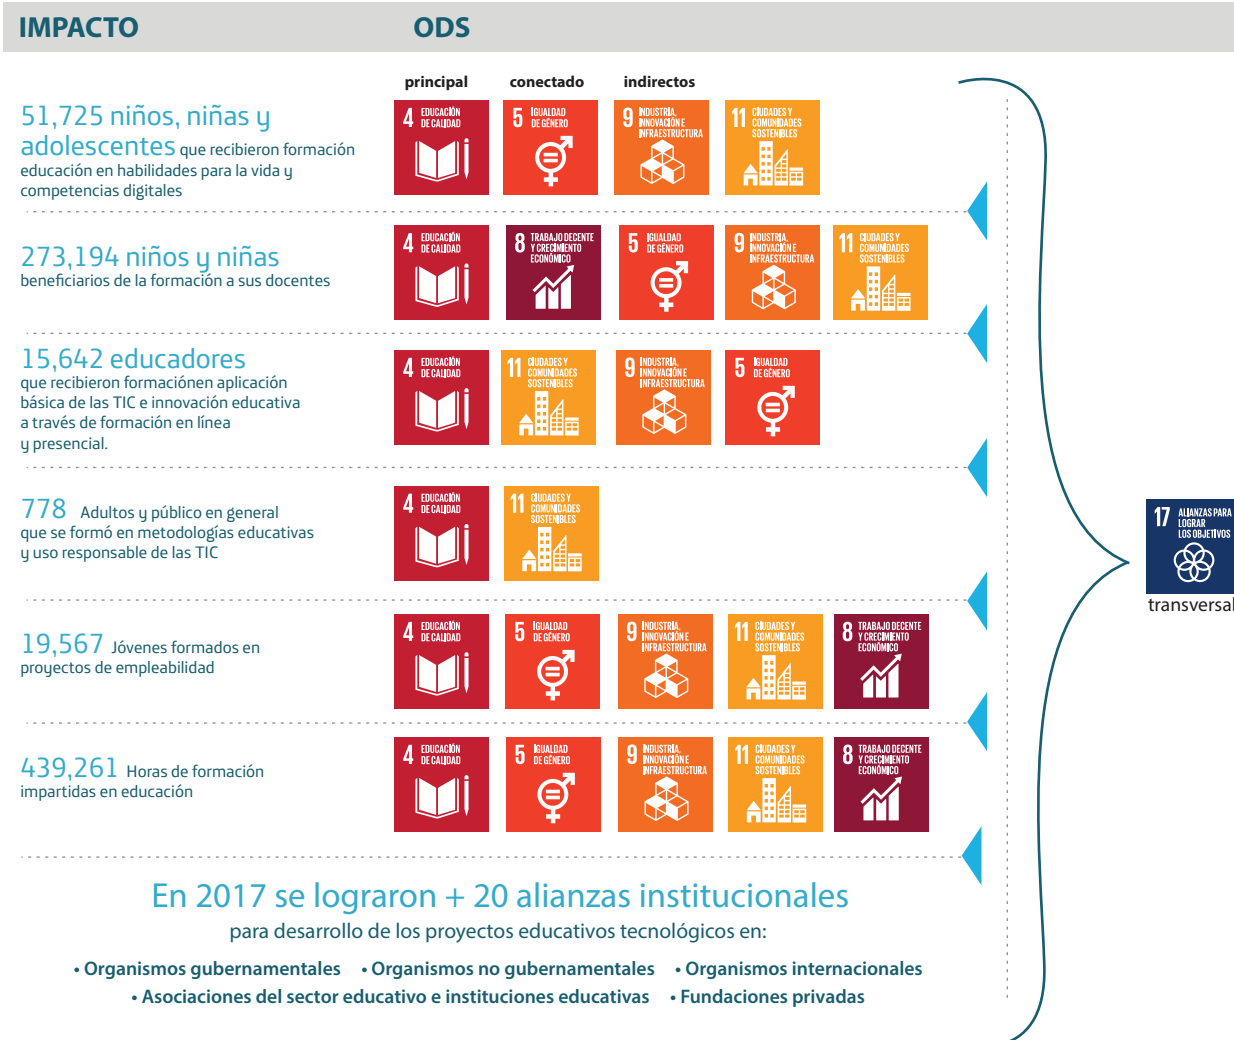 IMPACTO
ODS
principal
conectado
indirectos
51,725 niños, niñas y
adolescentes que recibieron formación
educación en habilidades para la vida y
competencias digitales
4 EDUCACIÓN
DE CALIDAD
5 IGUALDAD
DE GÉNERO
9 INDUSTRIA,
INNOVACIÓN E
INFRAESTRUCTURA
11 CIUDADES Y
COMUNIDADES
SOSTENIBLES
273,194 niños y niñas
beneficiarios de la formación a sus docentes
4 EDUCACIÓN
DE CALIDAD
8 TRABAJO DECENTE
Y CRECIMIENTO
ECONÓMICO
5 IGUALDAD
DE GÉNERO
9 INDUSTRIA,
INNOVACIÓN E
INFRAESTRUCTURA
11 CIUDADES Y
COMUNIDADES
SOSTENIBLES
15,642 educadores
que recibieron formaciónen aplicación
básica de las TIC e innovación educativa
a través de formación en línea
y presencial.
4 EDUCACIÓN
DE CALIDAD
11 CIUDADES Y
COMUNIDADES
SOSTENIBLES
9 INDUSTRIA,
INNOVACIÓN E
INFRAESTRUCTURA
5 IGUALDAD
DE GÉNERO
778 Adultos y público en general
que se formó en metodologías educativas
y uso responsable de las TIC
4 EDUCACIÓN
DE CALIDAD
11 CIUDADES Y
COMUNIDADES
SOSTENIBLES
19,567 Jóvenes formados en
proyectos de empleabilidad
4 EDUCACIÓN
DE CALIDAD
5 IGUALDAD
DE GÉNERO
9 INDUSTRIA,
INNOVACIÓN E
INFRAESTRUCTURA
11 CIUDADES Y
COMUNIDADES
SOSTENIBLES
8 TRABAJO DECENTE
Y CRECIMIENTO
ECONÓMICO
439,261 Horas de formación
impartidas en educación
4 EDUCACIÓN
DE CALIDAD
5 IGUALDAD
DE GÉNERO
9 INDUSTRIA,
INNOVACIÓN E
INFRAESTRUCTURA
11 CIUDADES Y
COMUNIDADES
SOSTENIBLES
8 TRABAJO DECENTE
Y CRECIMIENTO
ECONÓMICO
17 ALIANZAS PARA
LOGRAR
LOS OBJETIVOS
transversal
En 2017 se lograron + 20 alianzas institucionales
para desarrollo de los proyectos educativos tecnológicos en:
• Organismos gubernamentales • Organismos no gubernamentales • Organismos internacionales
• Asociaciones del sector educativo e instituciones educativas • Fundaciones privadas